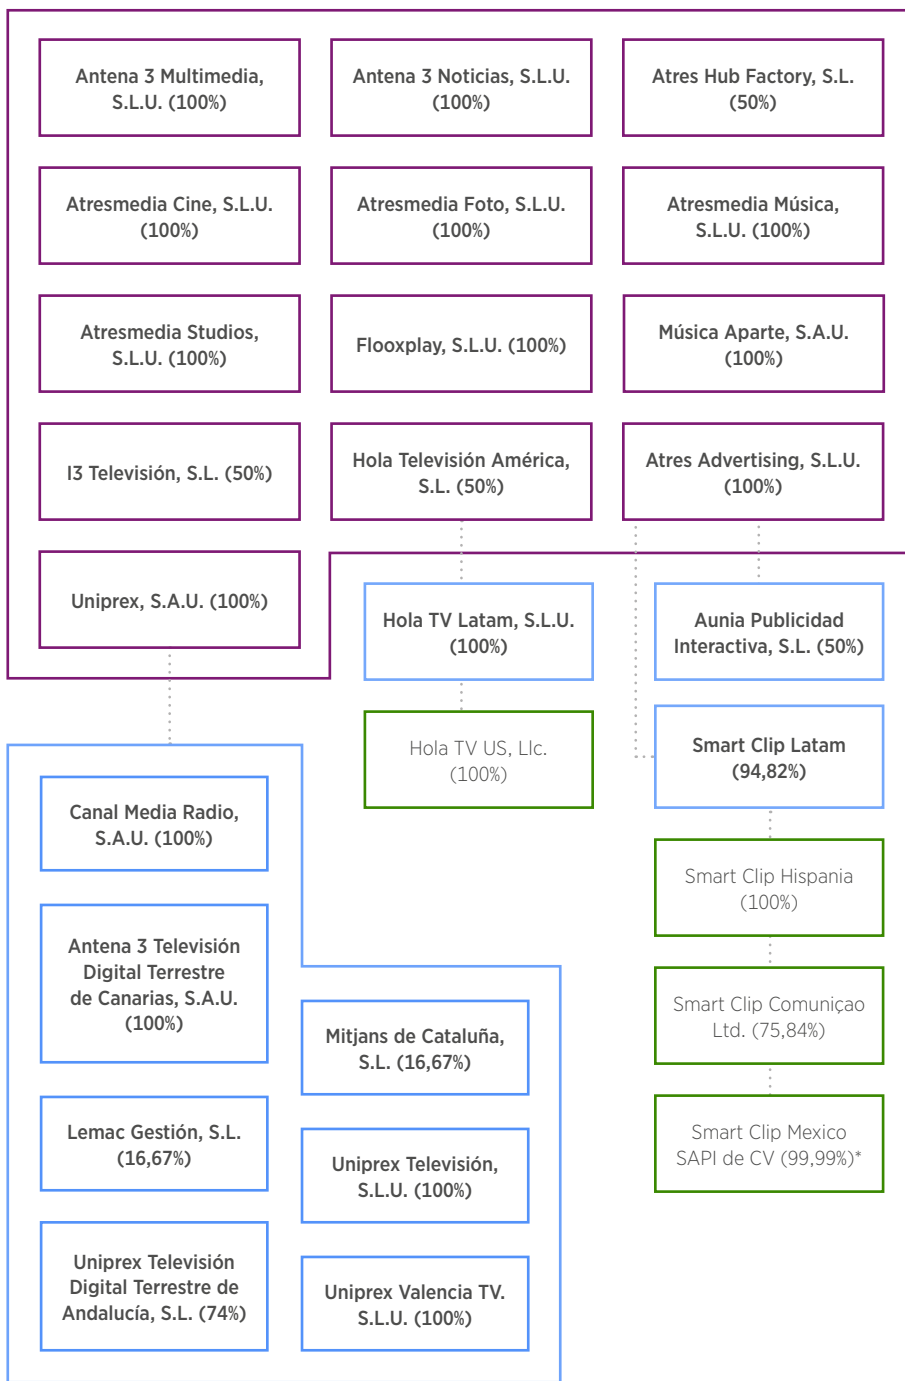 Antena 3 Multimedia,
S.L.U. (100%)
Antena 3 Noticias, S.L.U.
(100%)
Atres Hub Factory, S.L.
(50%)
Atresmedia Cine, S.L.U.
(100%)
Atresmedia Foto, S.L.U.
(100%)
Atresmedia Música,
S.L.U. (100%)
Atresmedia Studios,
S.L.U. (100%)
Flooxplay, S.L.U. (100%)
Música Aparte, S.A.U.
(100%)
I3 Televisión, S.L. (50%)
Hola Televisión América,
S.L. (50%)
Atres Advertising, S.L.U.
(100%)
Uniprex, S.A.U. (100%)
Hola TV Latam, S.L.U.
(100%)
Aunia Publicidad
Interactiva, S.L. (50%)
Hola TV US, Llc.
(100%)
Smart Clip Latam
(94,82%)
Smart Clip Hispania
(100%)
Smart Clip Comuniçao
Ltd. (75,84%)
Smart Clip Mexico
SAPI de CV (99,99%)*
Canal Media Radio,
S.A.U. (100%)
Antena 3 Televisión
Digital Terrestre
de Canarias, S.A.U.
(100%)
Mitjans de Cataluña,
S.L. (16,67%)
Lemac Gestión, S.L.
(16,67%)
Uniprex Televisión,
S.L.U. (100%)
Uniprex Televisión
Digital Terrestre de
Andalucía, S.L. (74%)
Uniprex Valencia TV.
S.L.U. (100%)